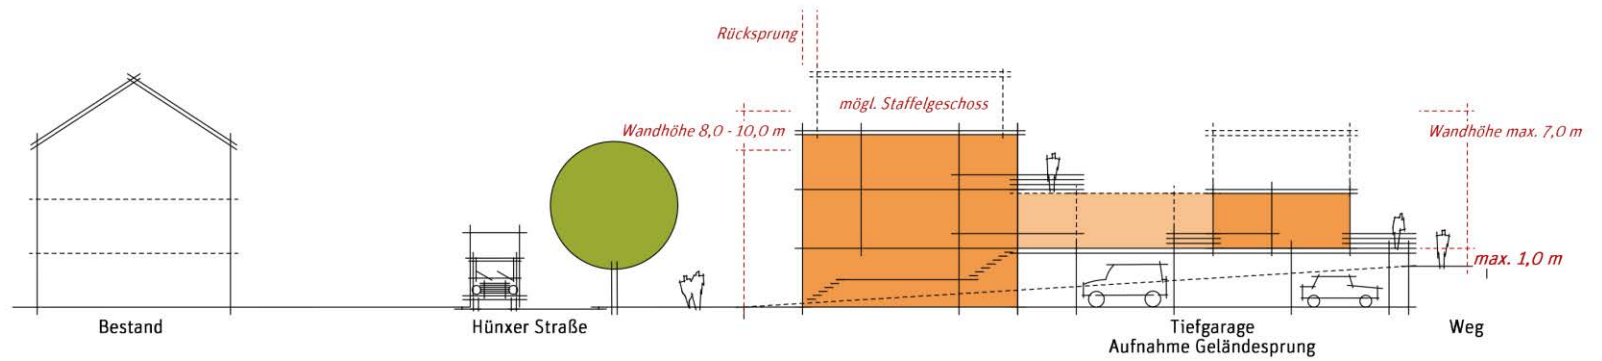 Rücksprung
mögl. Staffelgeschoss
Wandhöhe 8,0 - 10,0 m
Wandhöhe max. 7,0 m
max. 1,0 m
Bestand
Hünxer Straße
Tiefgarage
Aufnahme Geländesprung
Weg